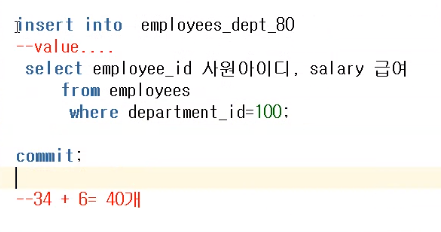 insert into employees_dept_80
--value....
select employee_id 사원아이디, salary 급여
from employees
where department_id=100;
commit;
--34 + 6= 40개